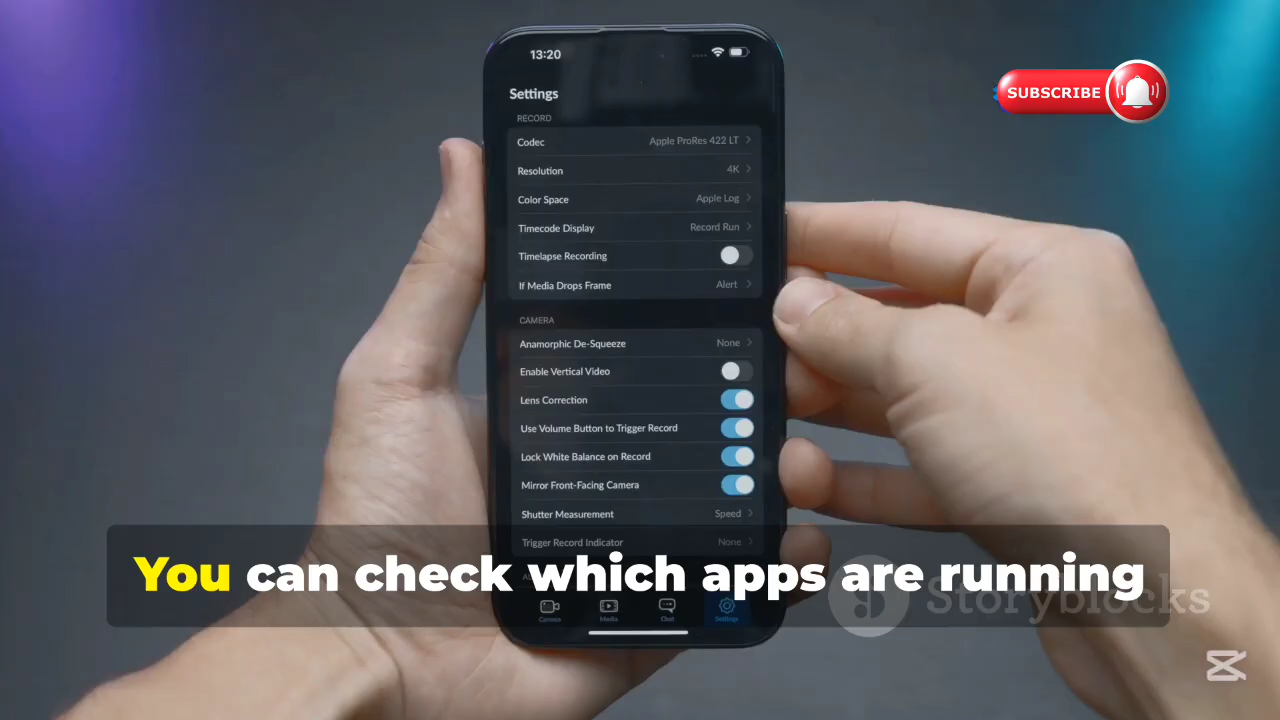 13:20
SUBSCRIBE
Settings
RECORD
Codec Apple ProRes 422 LT
Resolution 4K
Color Space Apple Log
Timecode Display Record Run
Timelapse Recording
If Media Drops Frame Alert
CAMERA
Anamorphic De-Squeeze None
Enable Vertical Video
Lens Correction
Use Volume Button to Trigger Record
Lock White Balance on Record
Mirror Front-Facing Camera
Shutter Measurement Speed
Trigger Record Indicator None
You can check which apps are running
Storyblocks
Camera Media Chat Settings